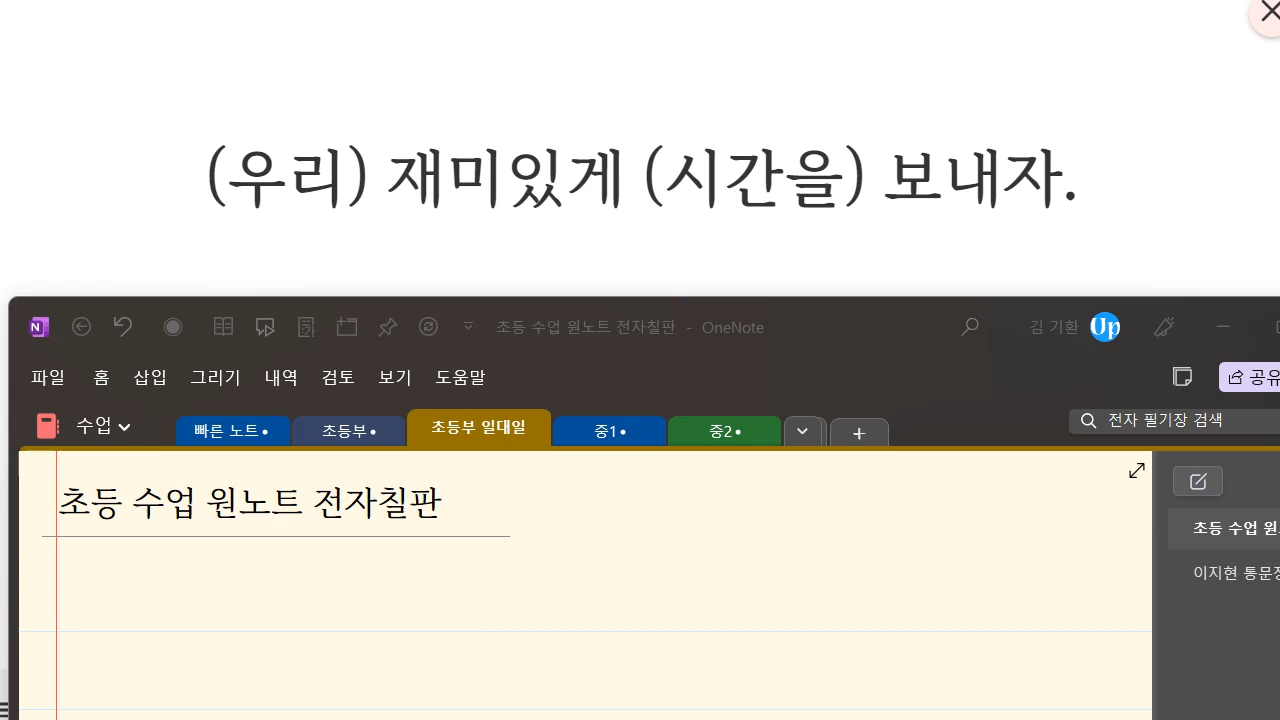 (우리) 재미있게 (시간을) 보내자.
초등 수업 원노트 전자칠판 - OneNote
김 기환 Up
파일 홈 삽입 그리기 내역 검토 보기 도움말
공유
수업 빠른 노트 초등부 초등부 일대일 중1 중2 +
전자 필기장 검색
초등 수업 원노트 전자칠판
초등 수업 원
이지현 통문장